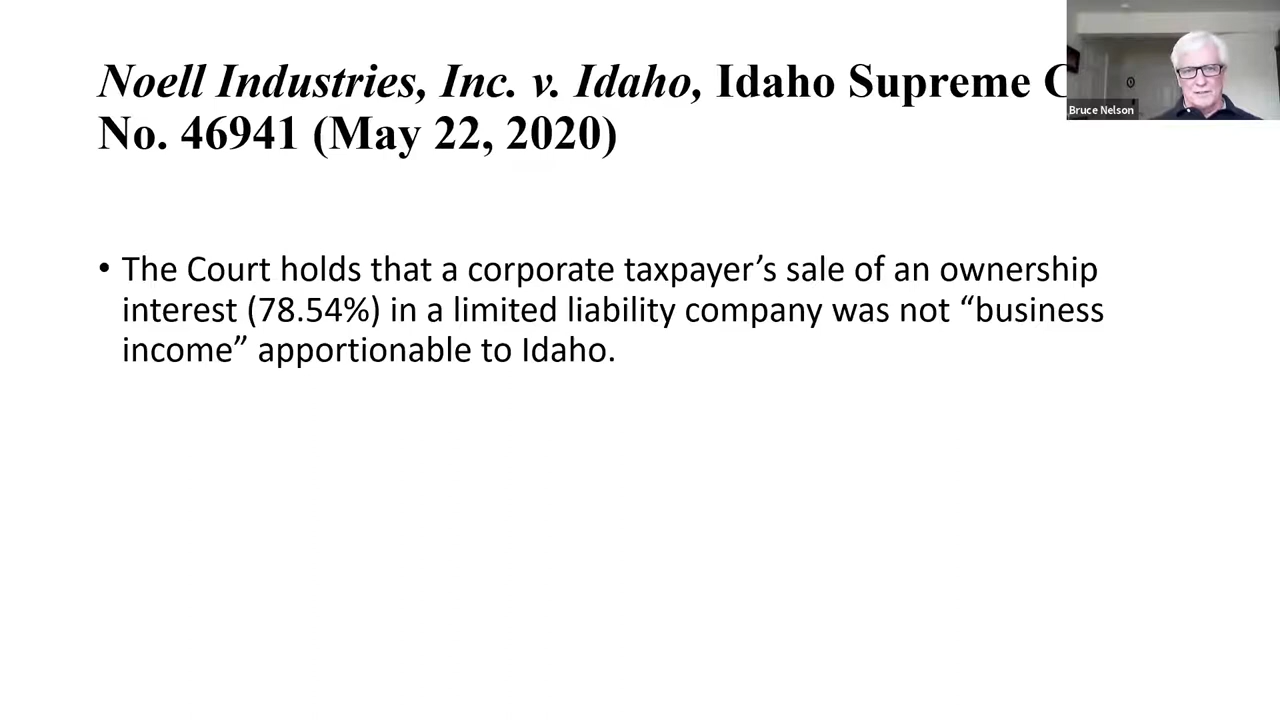 Noell Industries, Inc. v. Idaho, Idaho Supreme C
No. 46941 (May 22, 2020)
Bruce Nelson
• The Court holds that a corporate taxpayer’s sale of an ownership
interest (78.54%) in a limited liability company was not “business
income” apportionable to Idaho.